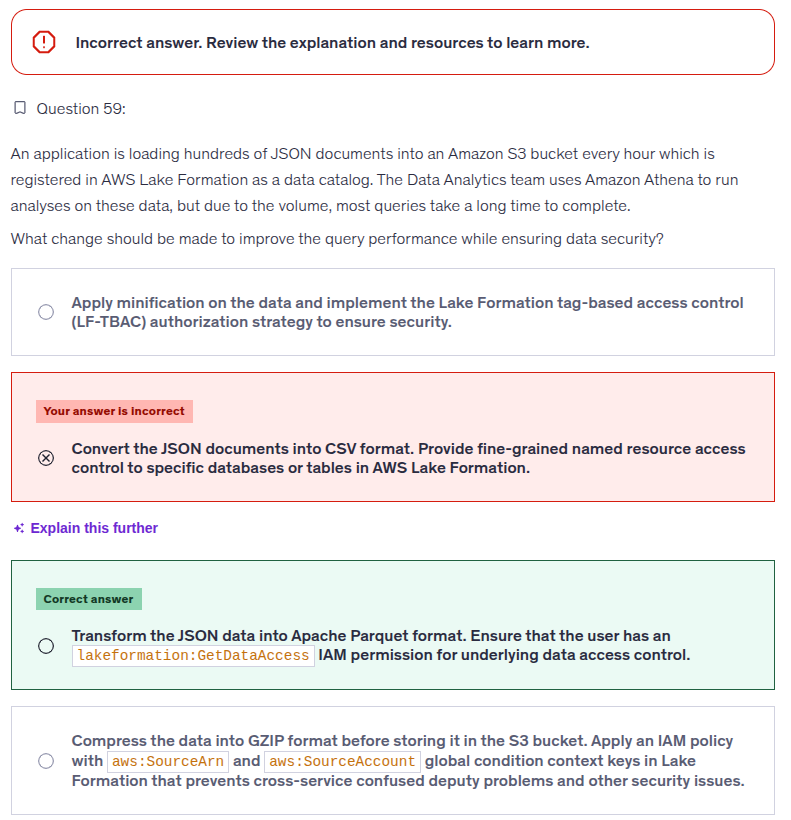 Incorrect answer. Review the explanation and resources to learn more.
Question 59:
An application is loading hundreds of JSON documents into an Amazon S3 bucket every hour which is
registered in AWS Lake Formation as a data catalog. The Data Analytics team uses Amazon Athena to run
analyses on these data, but due to the volume, most queries take a long time to complete.
What change should be made to improve the query performance while ensuring data security?
Apply minification on the data and implement the Lake Formation tag-based access control
(LF-TBAC) authorization strategy to ensure security.
Your answer is incorrect
Convert the JSON documents into CSV format. Provide fine-grained named resource access
control to specific databases or tables in AWS Lake Formation.
Explain this further
Correct answer
Transform the JSON data into Apache Parquet format. Ensure that the user has an
lakeformation:GetDataAccess IAM permission for underlying data access control.
Compress the data into GZIP format before storing it in the S3 bucket. Apply an IAM policy
with aws:SourceArn and aws:SourceAccount global condition context keys in Lake
Formation that prevents cross-service confused deputy problems and other security issues.